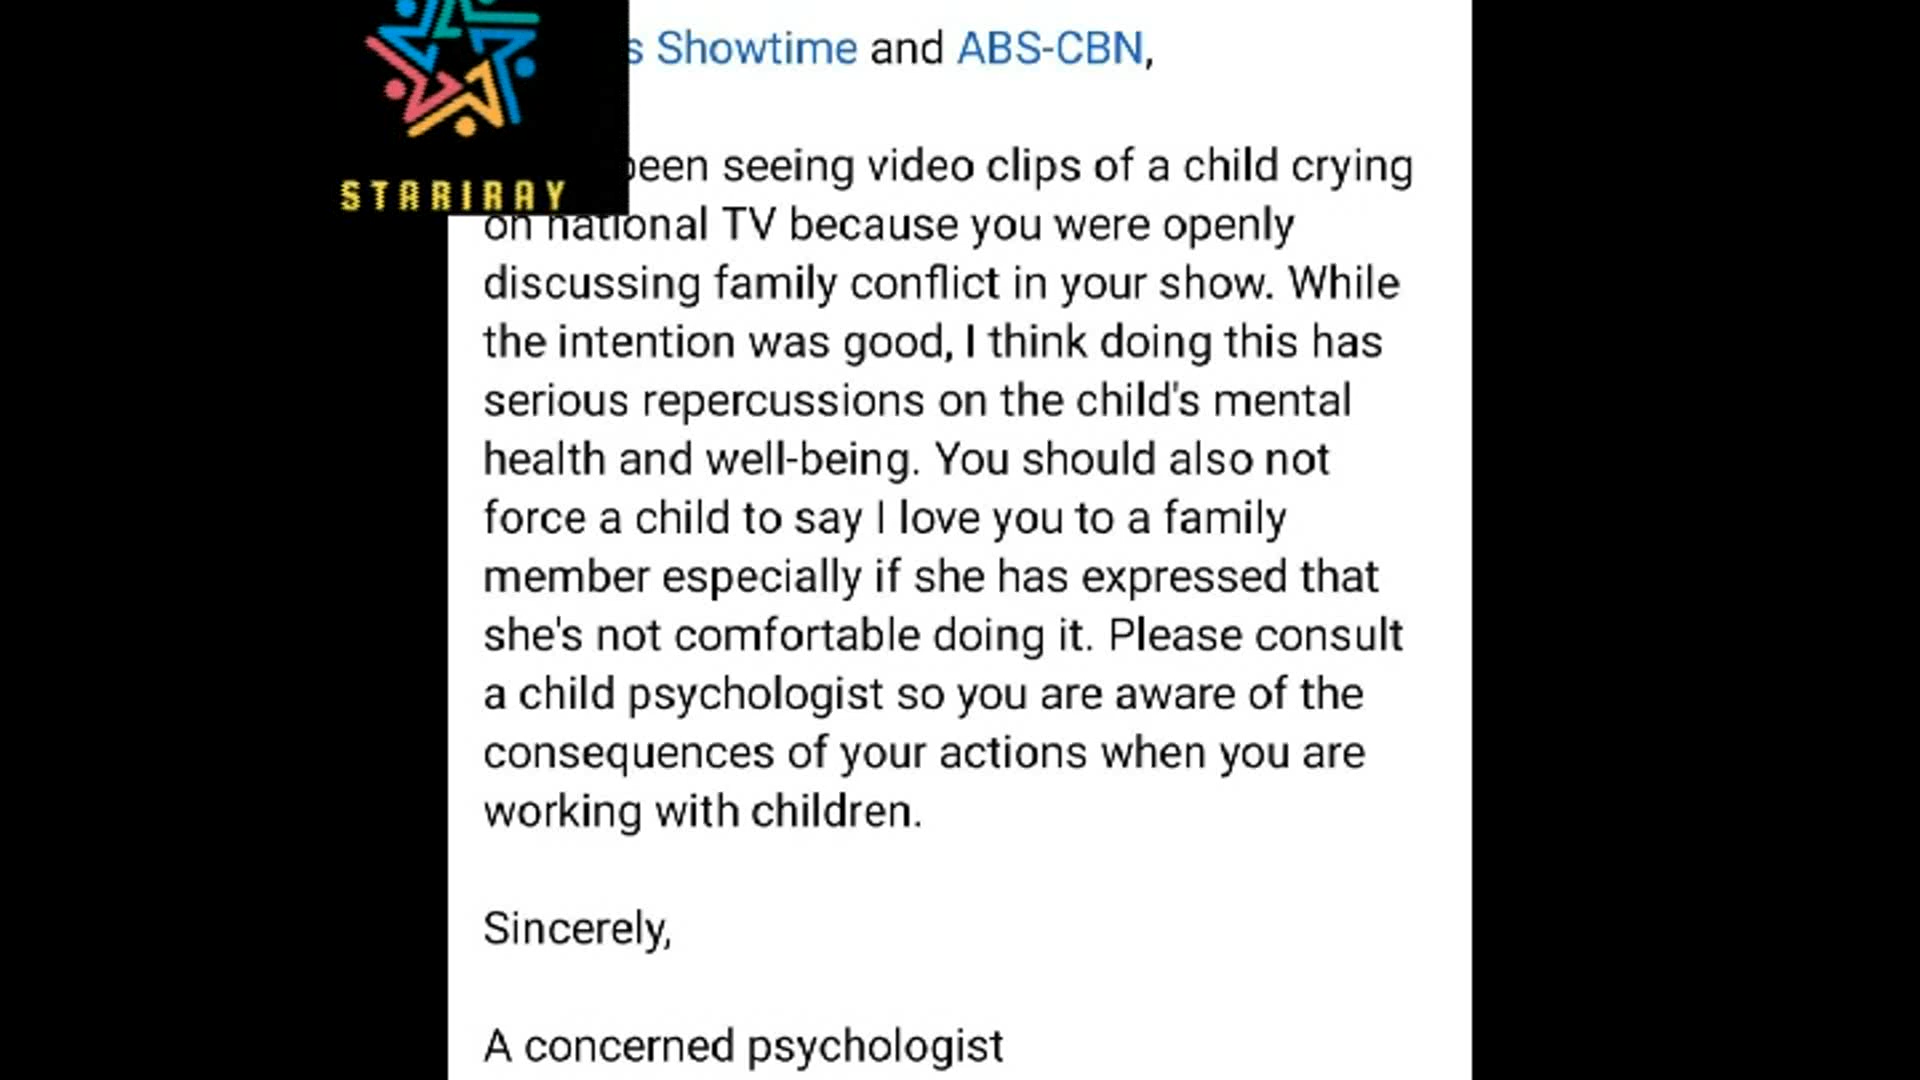 STARIRAY
Showtime and ABS-CBN,
been seeing video clips of a child crying
on national TV because you were openly
discussing family conflict in your show. While
the intention was good, I think doing this has
serious repercussions on the child's mental
health and well-being. You should also not
force a child to say I love you to a family
member especially if she has expressed that
she's not comfortable doing it. Please consult
a child psychologist so you are aware of the
consequences of your actions when you are
working with children.
Sincerely,
A concerned psychologist